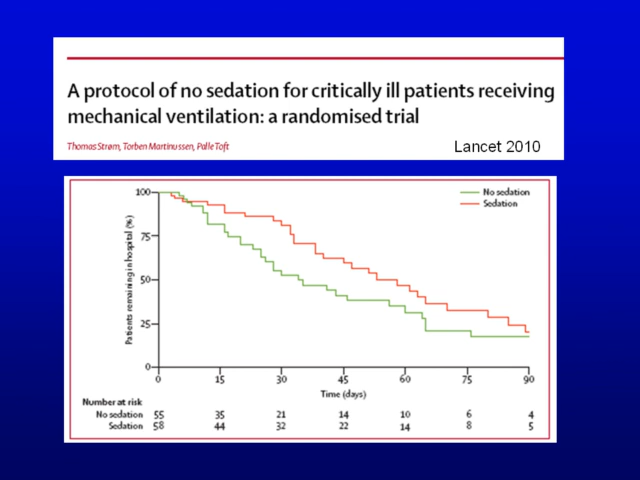 A protocol of no sedation for critically ill patients receiving
mechanical ventilation: a randomised trial
Thomas Strøm, Torben Martinussen, Palle Toft
Lancet 2010
No sedation
Sedation
Patients remaining in hospital (%)
100
75
50
25
0
0 15 30 45 60 75 90
Time (days)
Number at risk
No sedation 55 35 21 14 10 6 4
Sedation 58 44 32 22 14 8 5